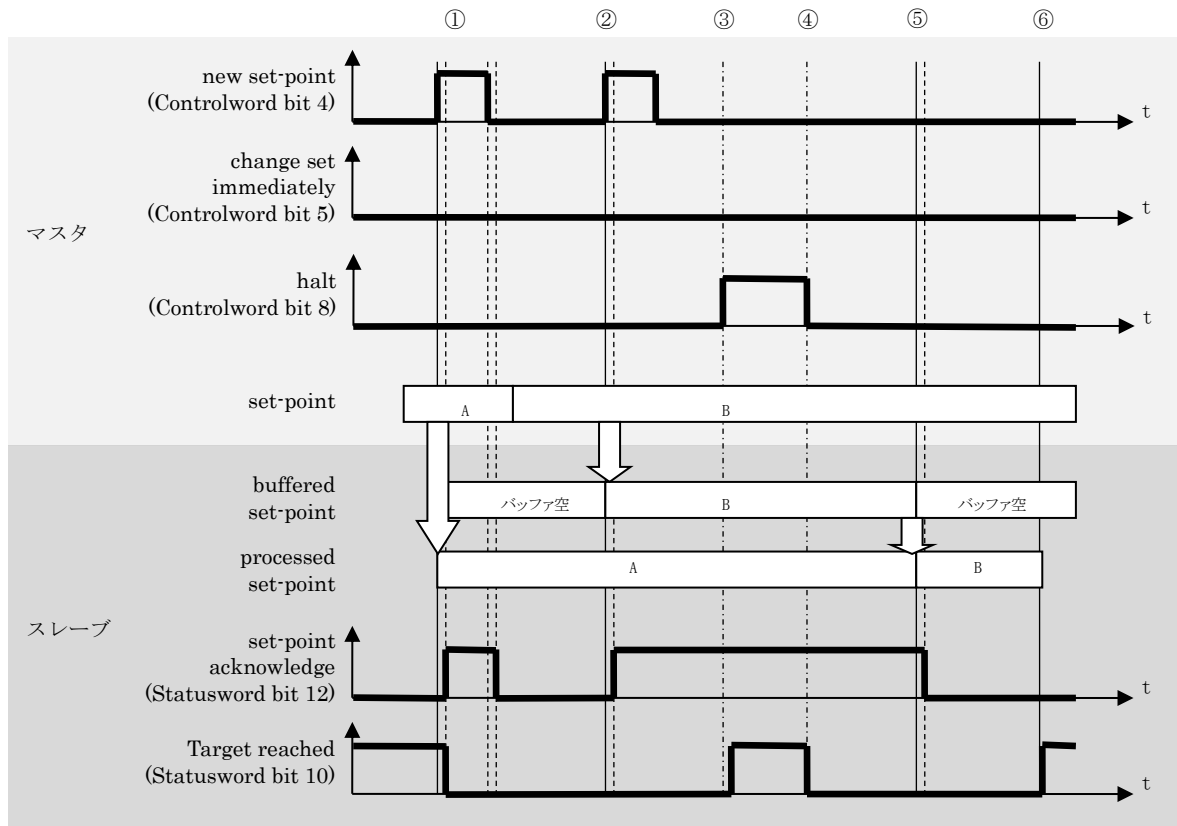 ① ② ③ ④ ⑤ ⑥
new set-point
(Controlword bit 4)
t
change set
immediately
(Controlword bit 5)
t
マスタ
halt
(Controlword bit 8)
t
set-point
A
B
buffered
set-point
バッファ空
B
バッファ空
processed
set-point
A
B
スレーブ
set-point
acknowledge
(Statusword bit 12)
t
Target reached
(Statusword bit 10)
t